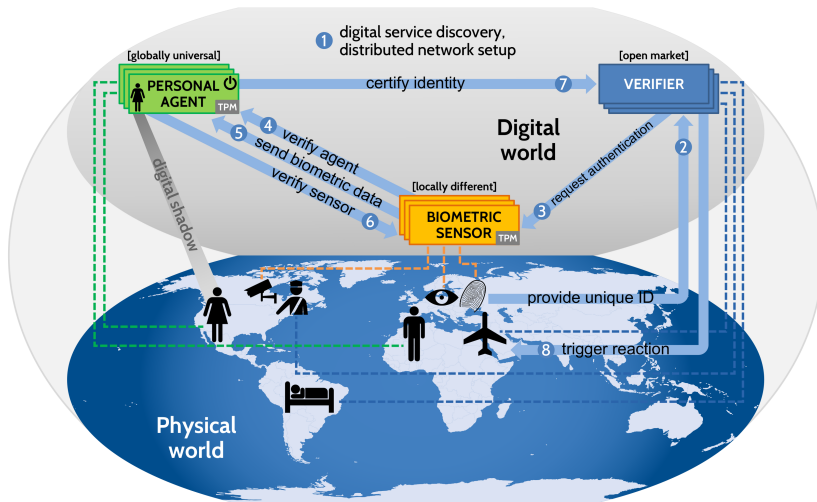 1 digital service discovery,
distributed network setup
[globally universal]
[open market]
PERSONAL
AGENT
TPM
certify identity
7
VERIFIER
4
verify agent
5
send biometric data
verify sensor
6
Digital
world
request authentication
3
2
digital shadow
[locally different]
BIOMETRIC
SENSOR
TPM
provide unique ID
8
trigger reaction
Physical
world